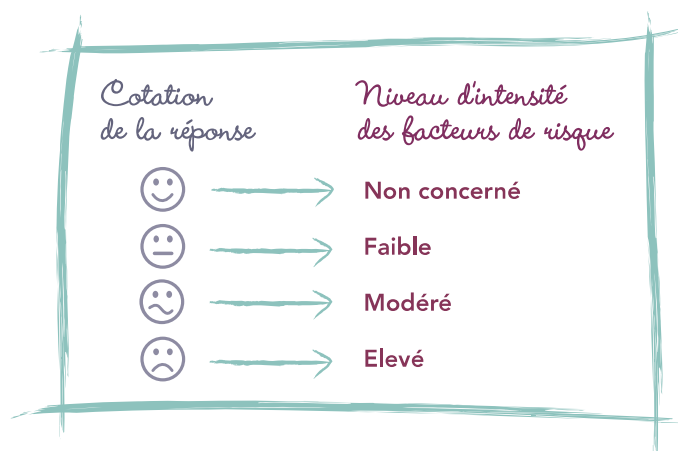 Cotation
de la réponse
Niveau d'intensité
des facteurs de risque
Non concerné
Faible
Modéré
Elevé